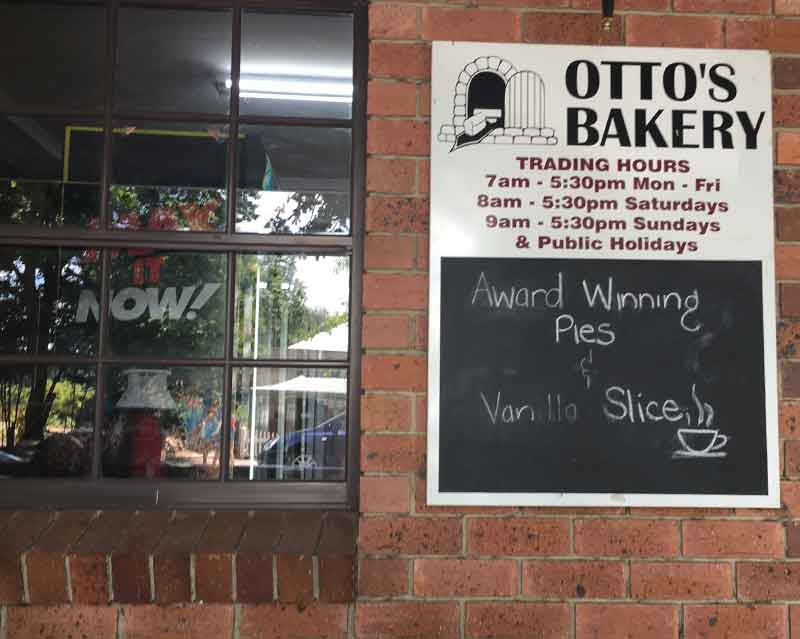 OTTO'S
BAKERY
TRADING HOURS
7am - 5:30pm Mon - Fri
8am - 5:30pm Saturdays
9am - 5:30pm Sundays
& Public Holidays
Award Winning
Pies
&
Vanilla Slice
IT
NOW!